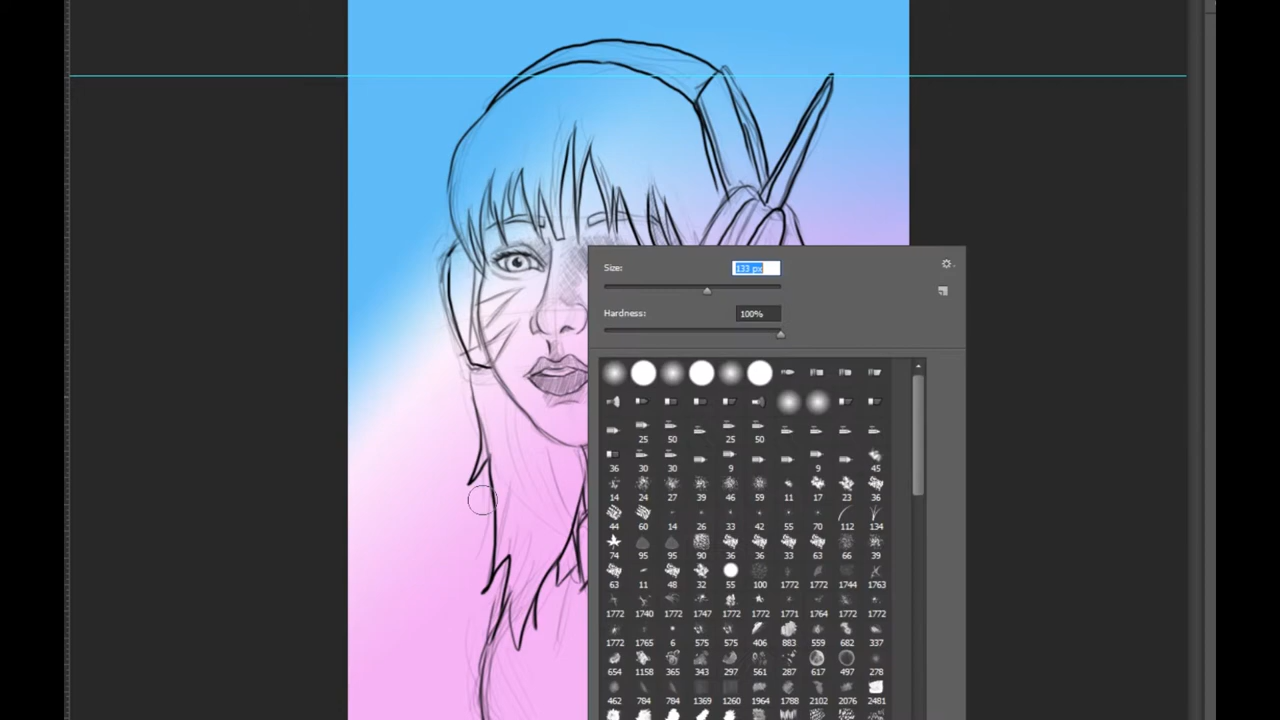 Size:
133 px
Hardness:
100%
25 50 25 50
36 30 30 9 9 45
14 24 27 39 46 59 11 17 23 36
44 60 14 26 33 42 55 70 112 134
74 95 95 90 36 36 33 63 66 39
63 11 48 32 55 100 1772 1772 1744 1763
1772 1740 1772 1747 1772 1772 1771 1764 1772 1772
1772 1765 6 575 575 406 883 559 682 337
654 1158 365 343 297 561 287 617 497 278
462 784 784 1369 1260 1964 1788 2102 2076 2481